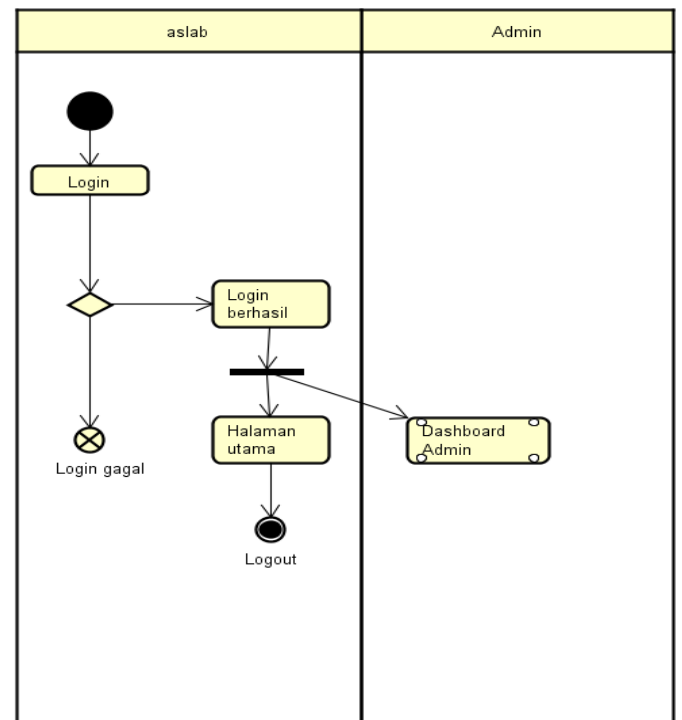 aslab
Admin
Login
Login
berhasil
Halaman
utama
Dashboard
Admin
Login gagal
Logout